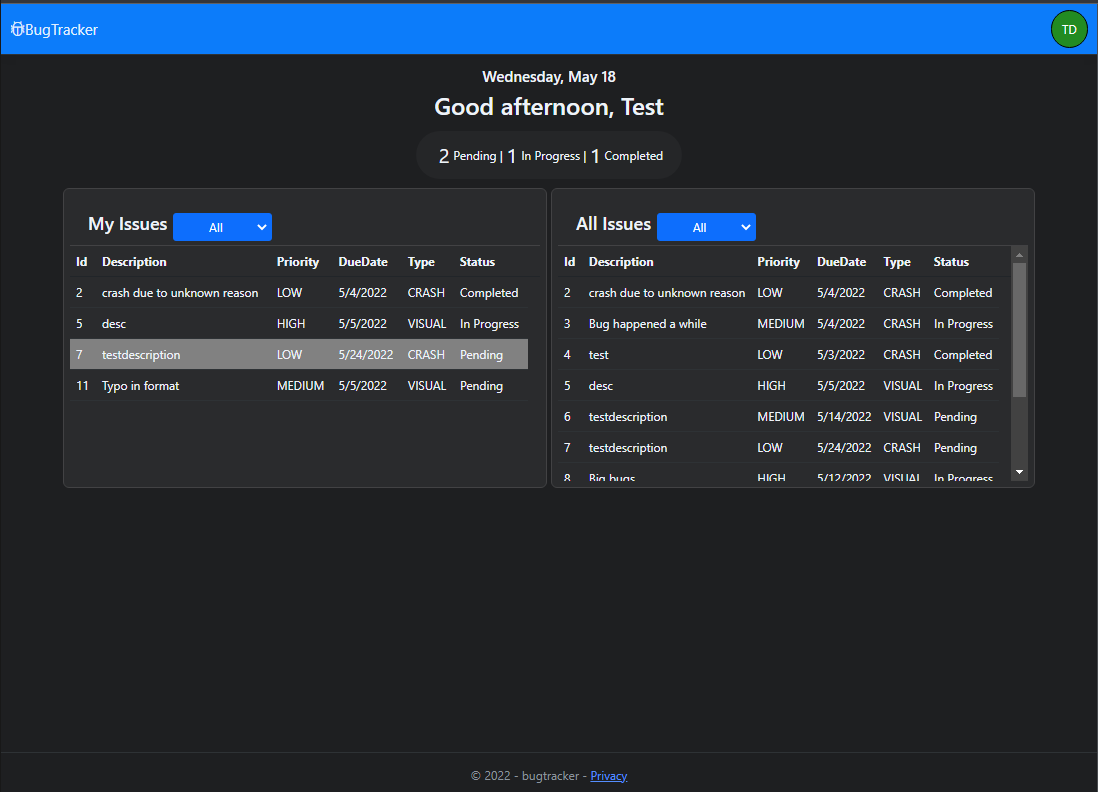 BugTracker
TD
Wednesday, May 18
Good afternoon, Test
2 Pending | 1 In Progress | 1 Completed
My Issues All
Id Description Priority DueDate Type Status
2 crash due to unknown reason LOW 5/4/2022 CRASH Completed
5 desc HIGH 5/5/2022 VISUAL In Progress
7 testdescription LOW 5/24/2022 CRASH Pending
11 Typo in format MEDIUM 5/5/2022 VISUAL Pending
All Issues All
Id Description Priority DueDate Type Status
2 crash due to unknown reason LOW 5/4/2022 CRASH Completed
3 Bug happened a while MEDIUM 5/4/2022 CRASH In Progress
4 test LOW 5/3/2022 CRASH Completed
5 desc HIGH 5/5/2022 VISUAL In Progress
6 testdescription MEDIUM 5/14/2022 VISUAL Pending
7 testdescription LOW 5/24/2022 CRASH Pending
8 Big bugs HIGH 5/12/2022 VISUAL In Progress
© 2022 - bugtracker - Privacy